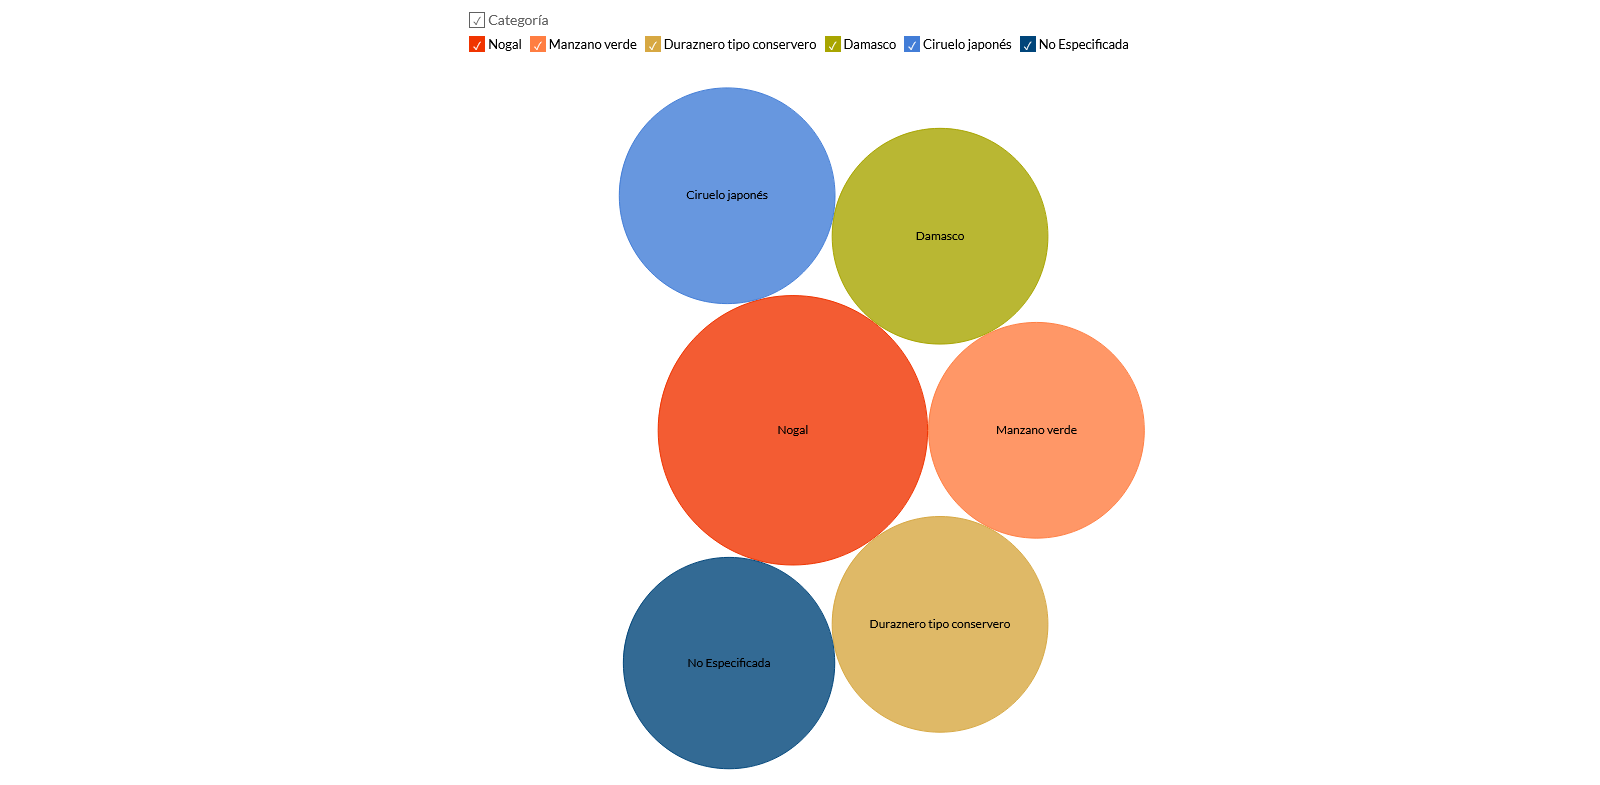 Categoría
Nogal Manzano verde Duraznero tipo conservero Damasco Ciruelo japonés No Especificada
Ciruelo japonés
Damasco
Nogal
Manzano verde
Duraznero tipo conservero
No Especificada